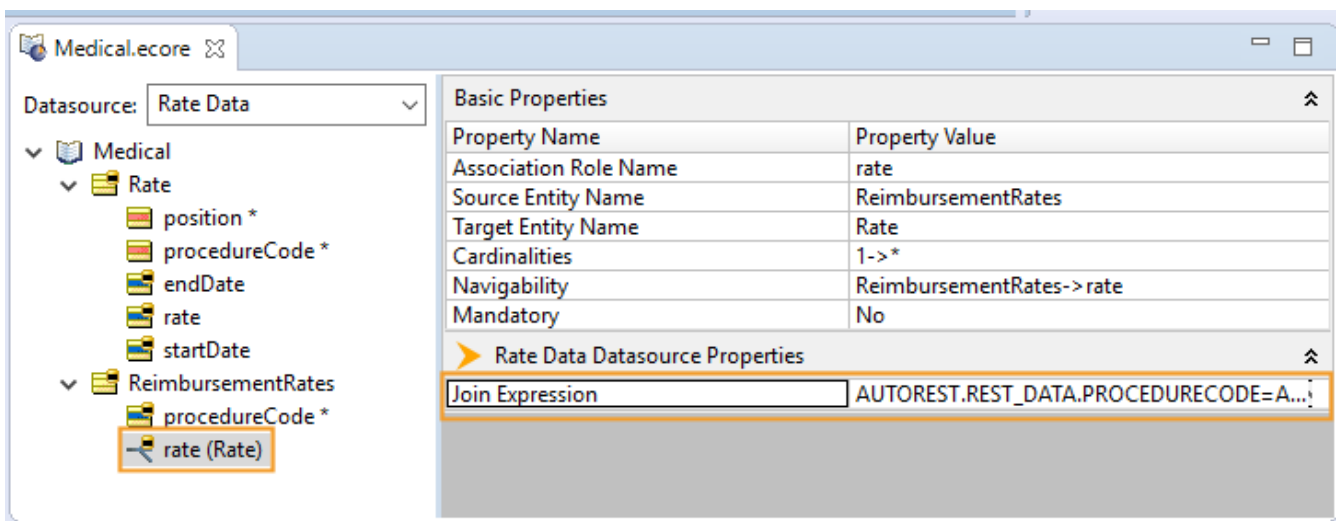 Medical.ecore
Datasource: Rate Data
Medical
Rate
position *
procedureCode *
endDate
rate
startDate
ReimbursementRates
procedureCode *
rate (Rate)
Basic Properties
Property Name Property Value
Association Role Name rate
Source Entity Name ReimbursementRates
Target Entity Name Rate
Cardinalities 1->*
Navigability ReimbursementRates->rate
Mandatory No
Rate Data Datasource Properties
Join Expression AUTOREST.REST_DATA.PROCEDURECODE=A...